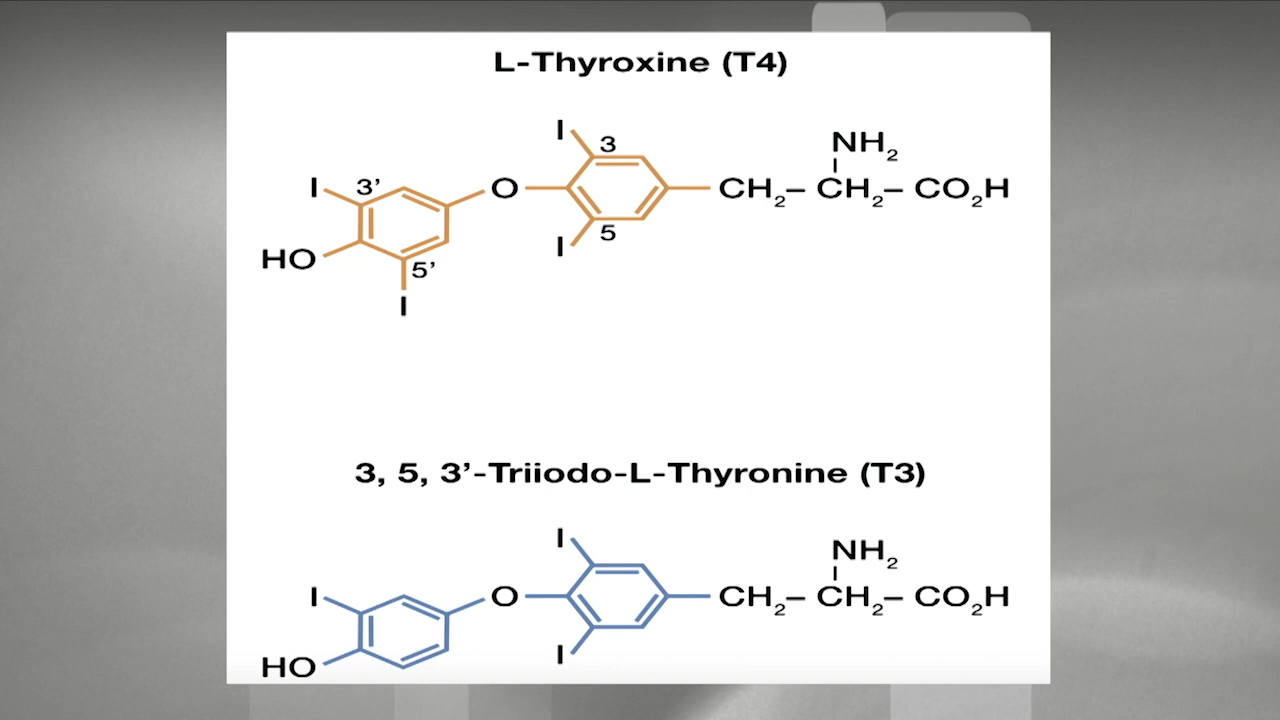 L-Thyroxine (T4)
I
3
NH₂
I
3’
O
CH₂– CH₂– CO₂H
HO
I
5
5’
I
3, 5, 3’-Triiodo-L-Thyronine (T3)
I
NH₂
I
O
CH₂– CH₂– CO₂H
HO
I